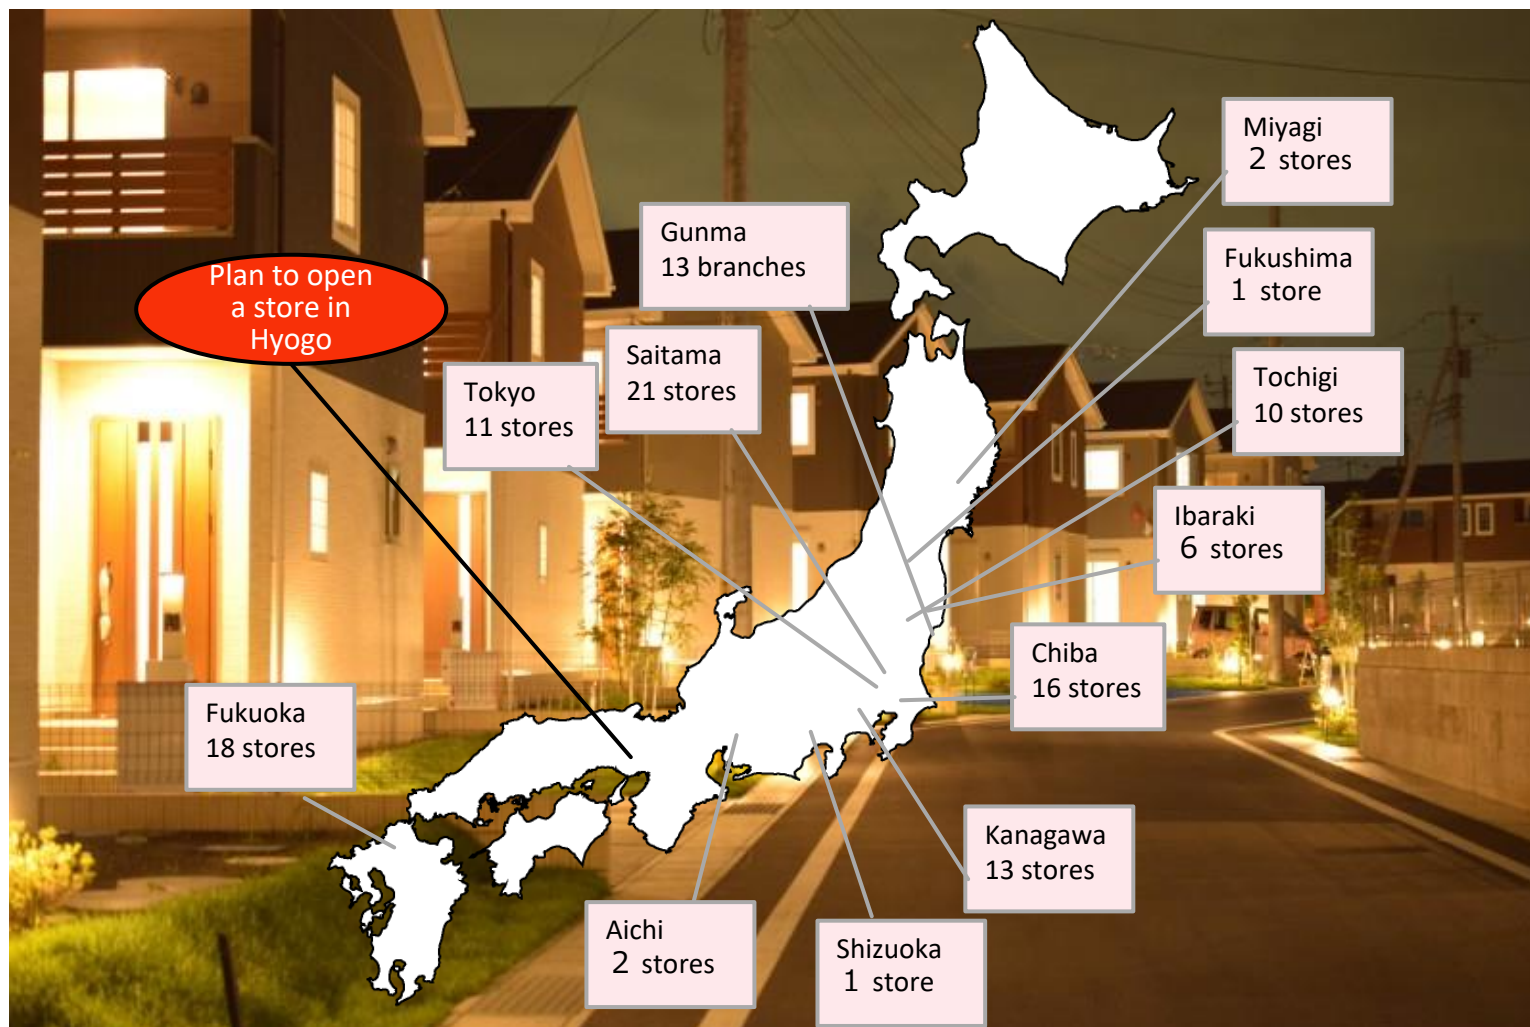 Miyagi
2 stores
Gunma
13 branches
Fukushima
1 store
Plan to open
a store in
Hyogo
Saitama
21 stores
Tokyo
11 stores
Tochigi
10 stores
Ibaraki
6 stores
Chiba
16 stores
Fukuoka
18 stores
Kanagawa
13 stores
Aichi
2 stores
Shizuoka
1 store